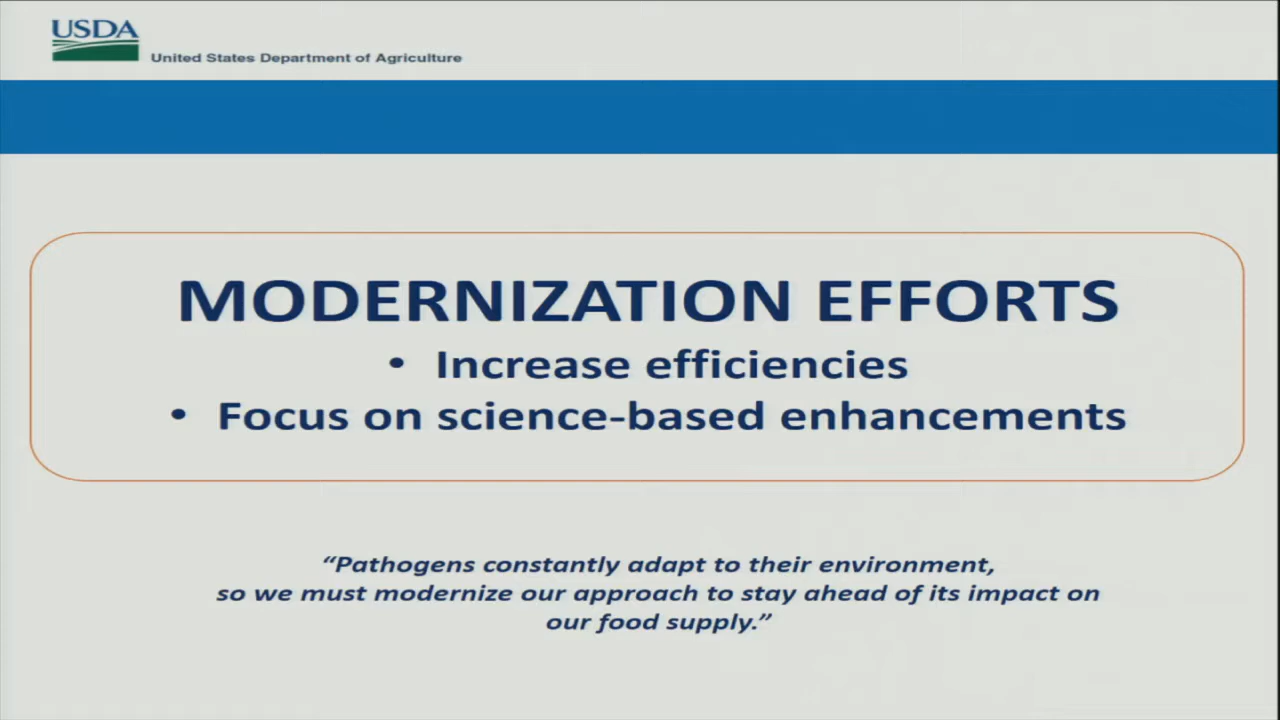 USDA
United States Department of Agriculture
MODERNIZATION EFFORTS
• Increase efficiencies
• Focus on science-based enhancements
“Pathogens constantly adapt to their environment,
so we must modernize our approach to stay ahead of its impact on
our food supply.”